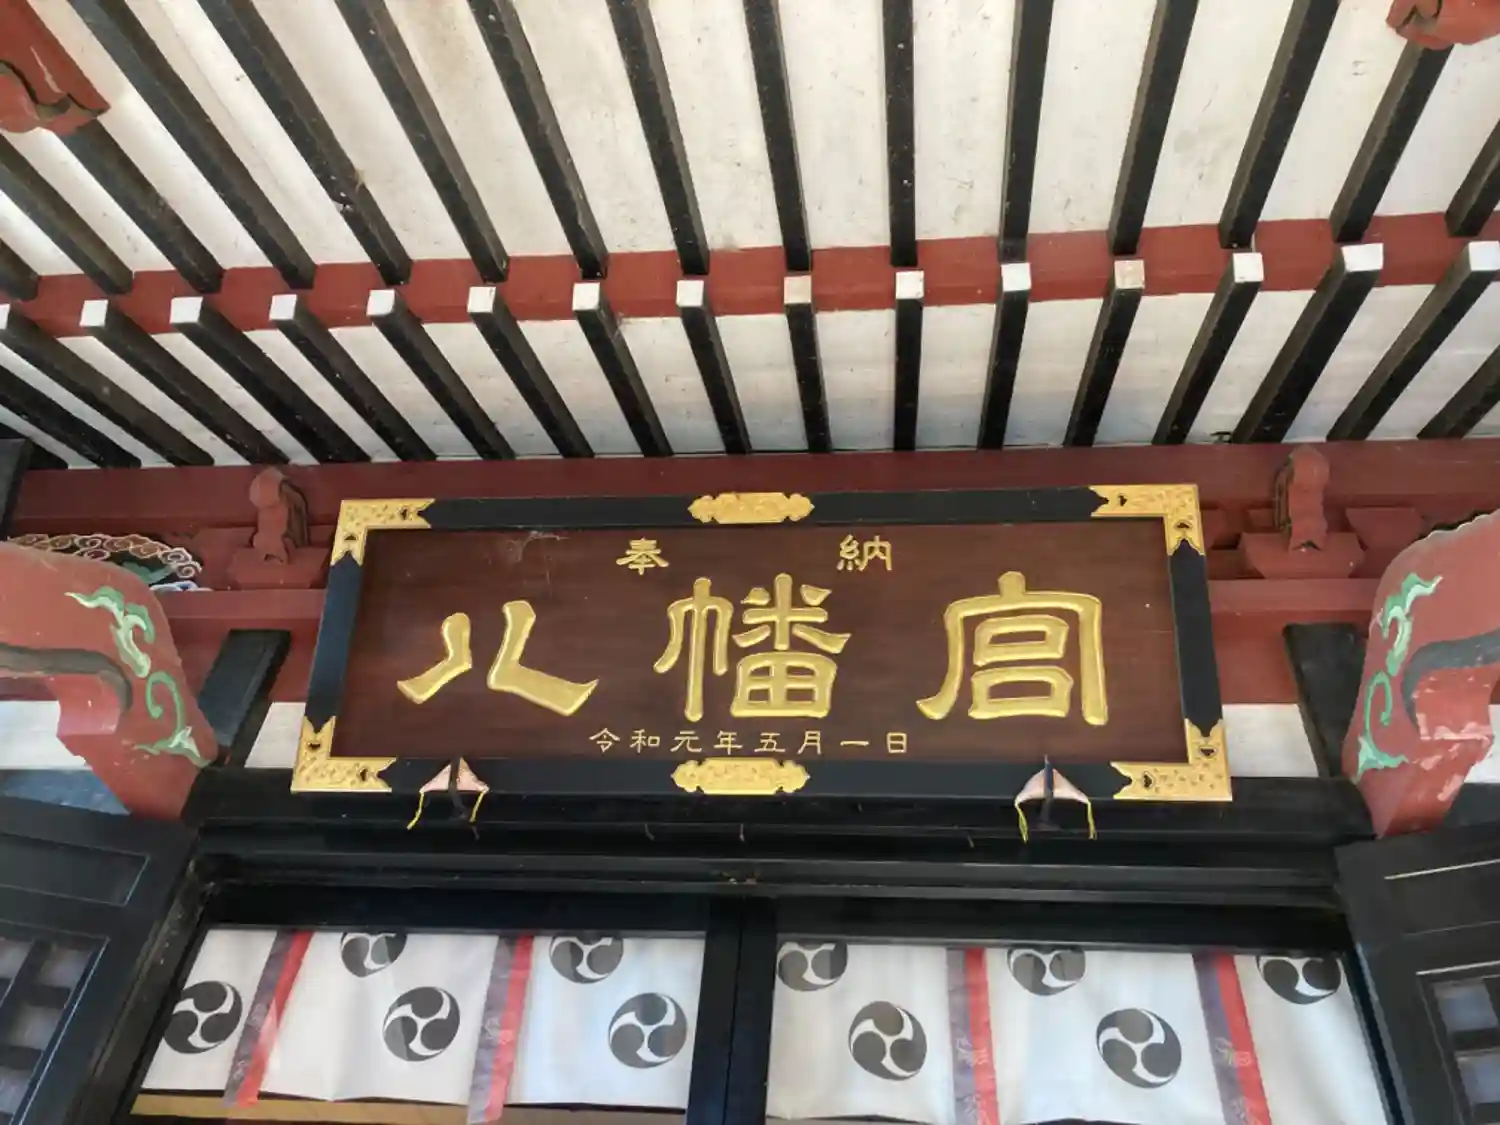 奉納
八幡宮
令和元年五月一日